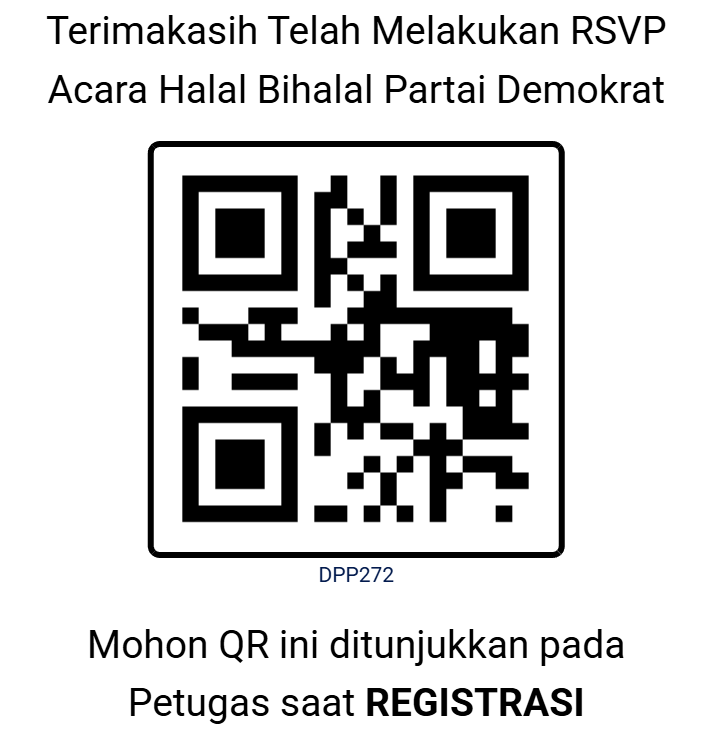 Terimakasih Telah Melakukan RSVP
Acara Halal Bihalal Partai Demokrat
DPP272
Mohon QR ini ditunjukkan pada
Petugas saat REGISTRASI